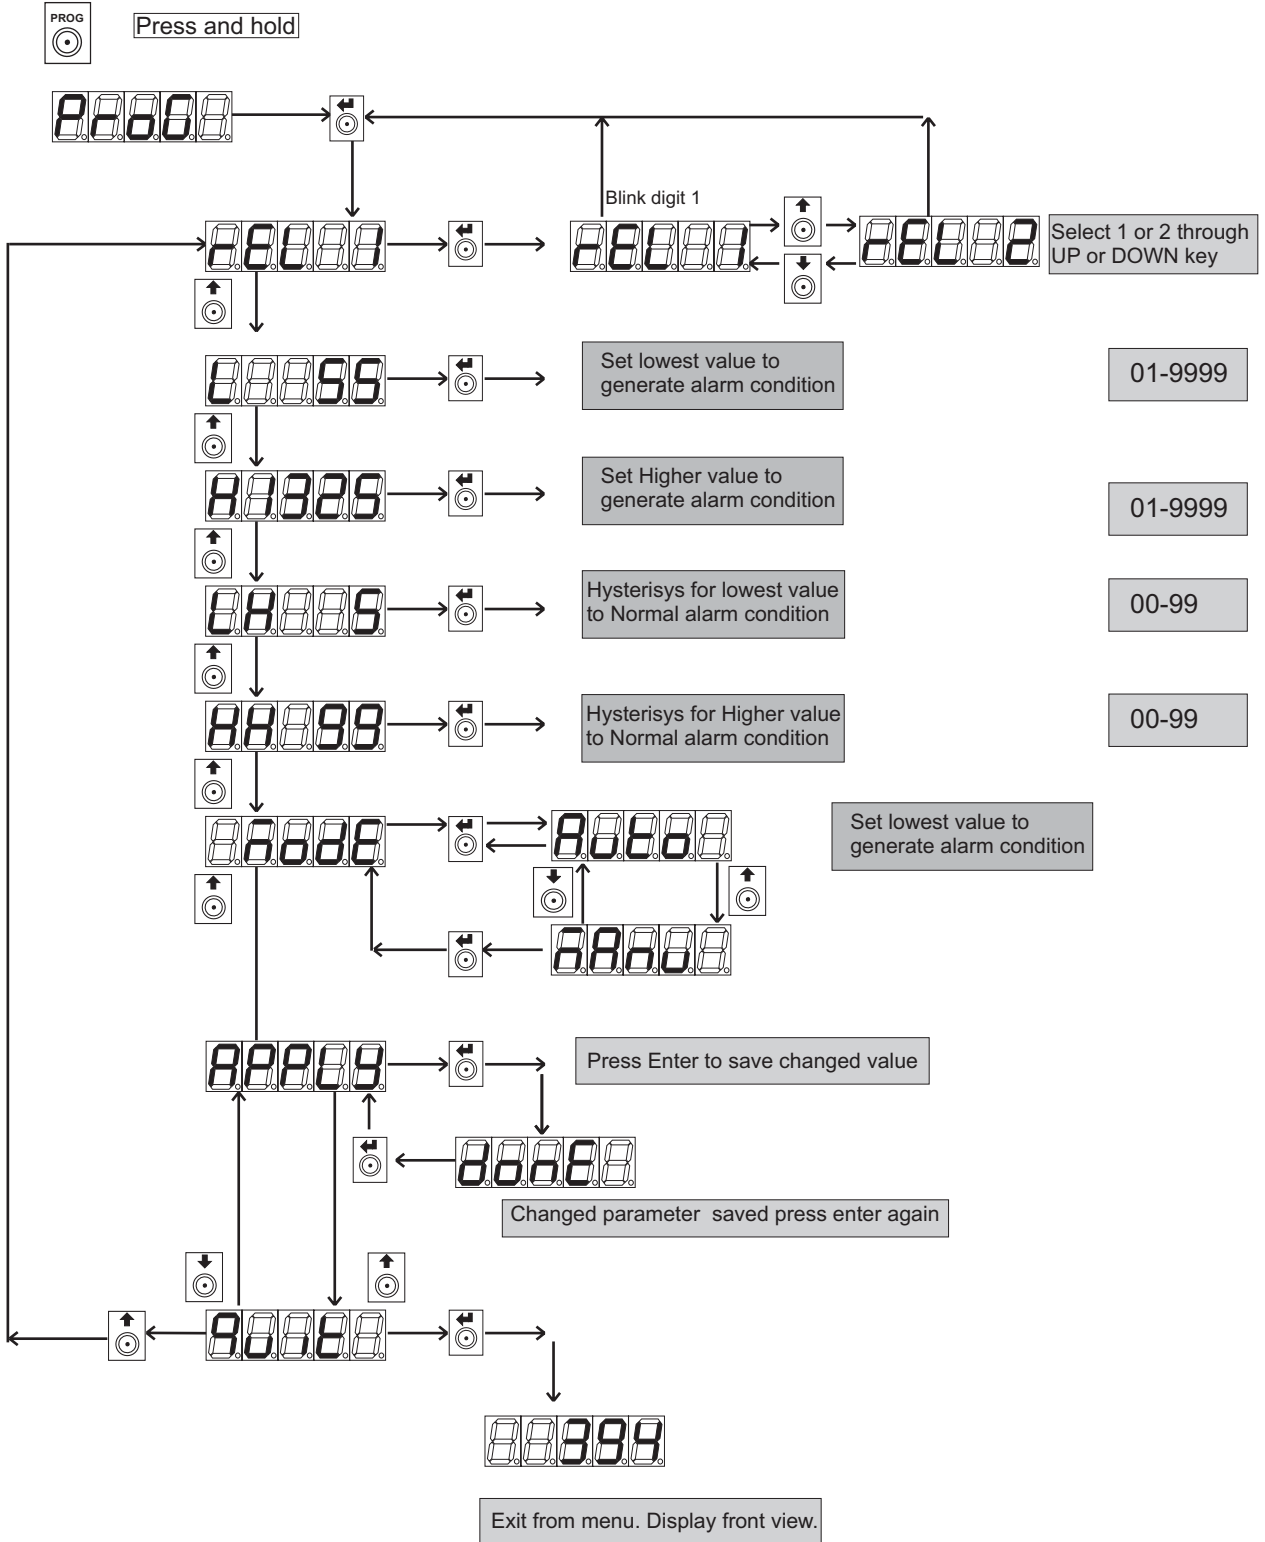 PROG
Press and hold
ProG
Blink digit 1
rEL 1
rEL 1
rEL 2
Select 1 or 2 through
UP or DOWN key
L 55
Set lowest value to
generate alarm condition
01-9999
H1325
Set Higher value to
generate alarm condition
01-9999
LH 5
Hysterisys for lowest value
to Normal alarm condition
00-99
HH 99
Hysterisys for Higher value
to Normal alarm condition
00-99
modE
Auto
Set lowest value to
generate alarm condition
mAnu
APPLY
Press Enter to save changed value
donE
Changed parameter saved press enter again
quit
394
Exit from menu. Display front view.